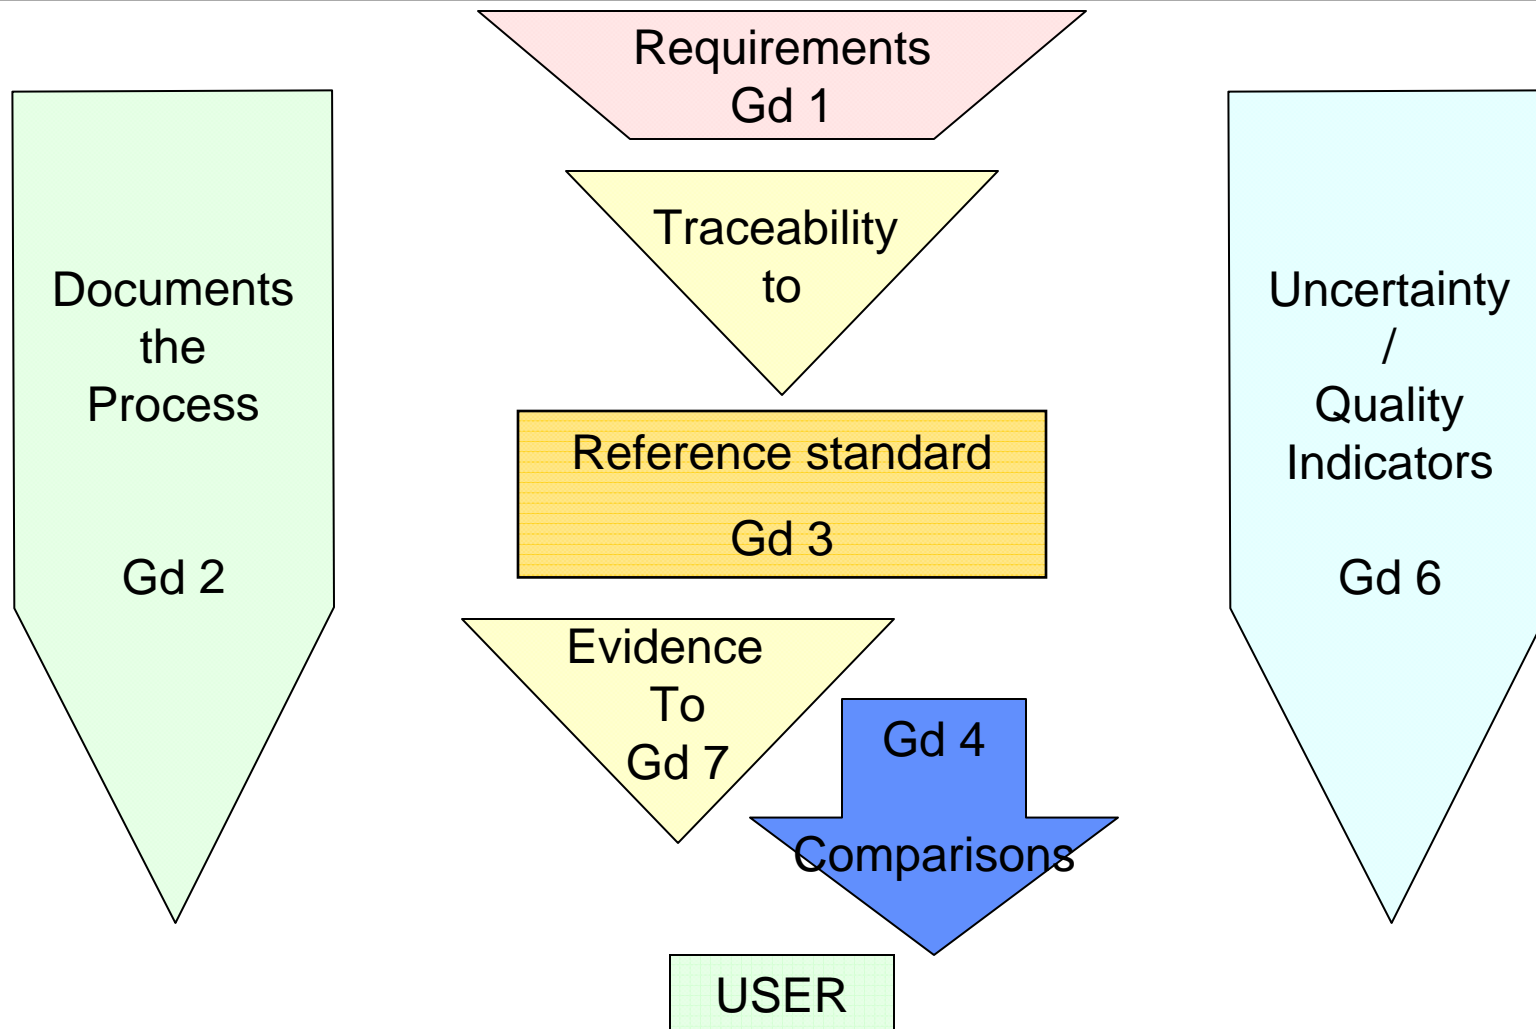 Requirements
Gd 1
Documents
the
Process
Gd 2
Traceability
to
Reference standard
Gd 3
Evidence
To
Gd 7
Gd 4
Comparisons
USER
Uncertainty
/
Quality
Indicators
Gd 6